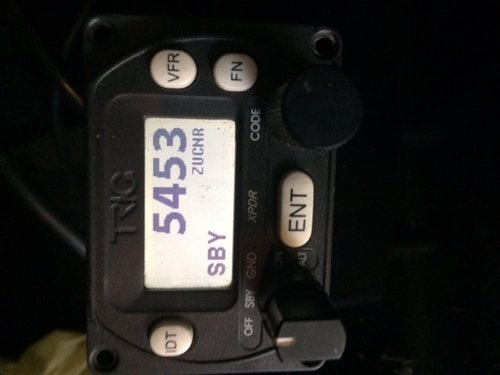 TRIG
IDT
VFR
5453
ZUCNR
SBY
FN
OFF SBY GND ON ALT
XPDR
CODE
ENT